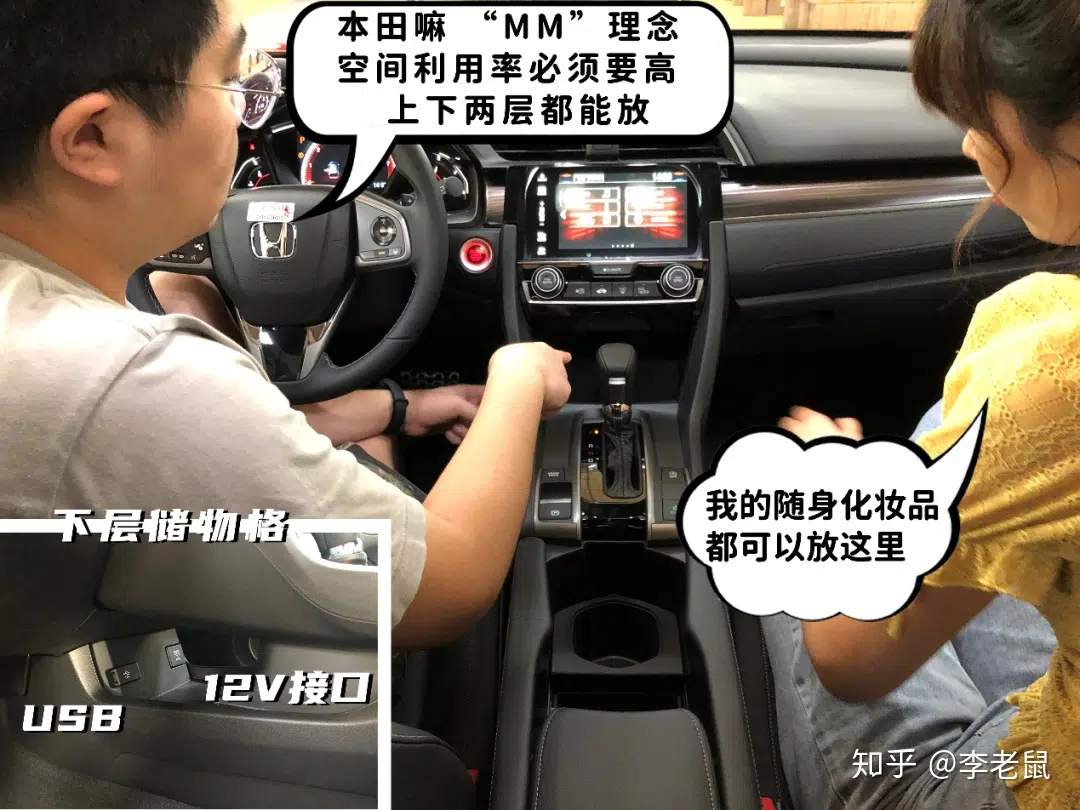 本田嘛 “MM”理念
空间利用率必须要高
上下两层都能放
我的随身化妆品
都可以放这里
下层储物格
12V接口
USB
知乎 @李老鼠